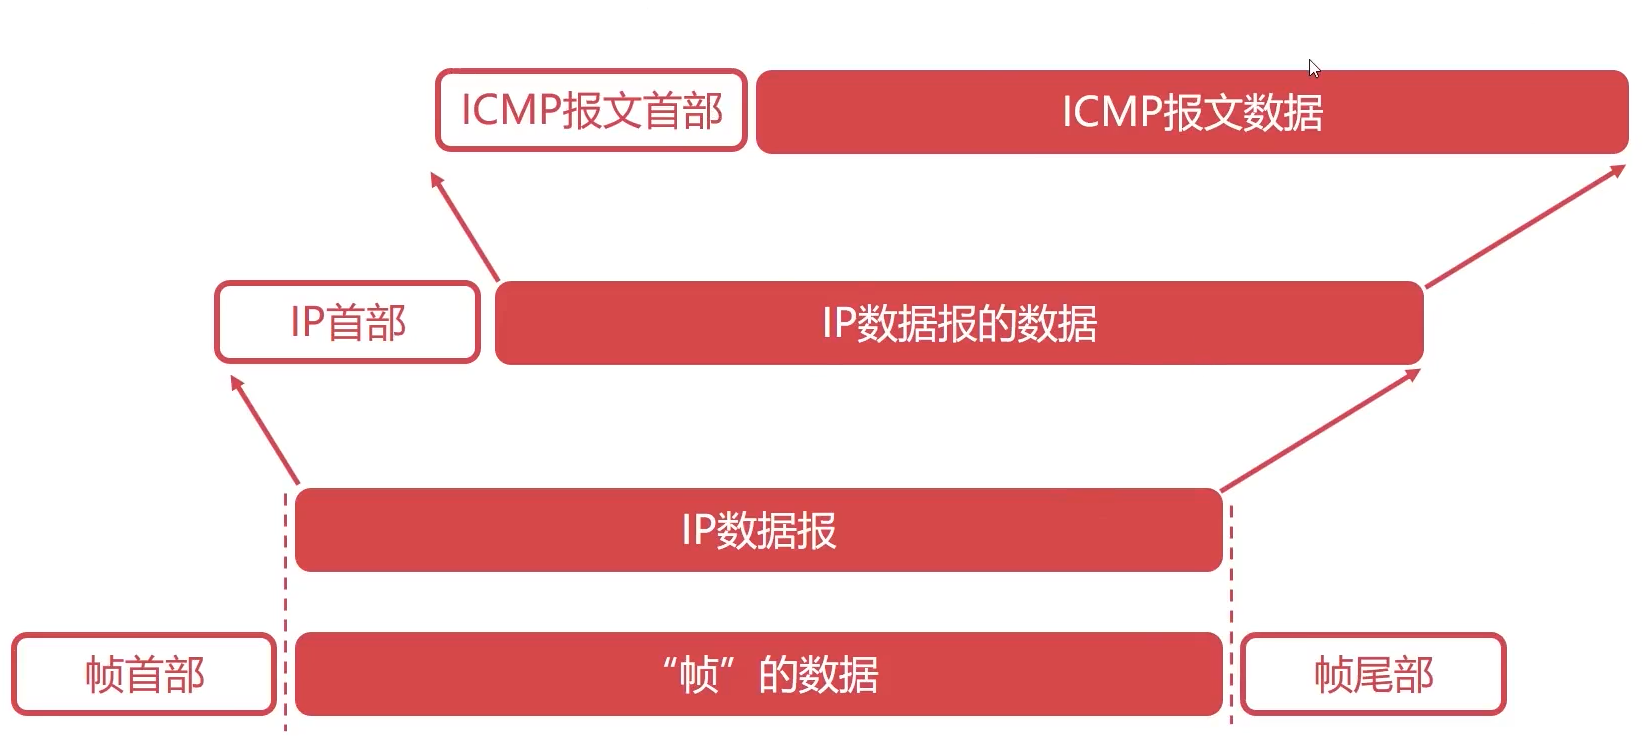 ICMP报文首部
ICMP报文数据
IP首部
IP数据报的数据
IP数据报
帧首部
“帧”的数据
帧尾部